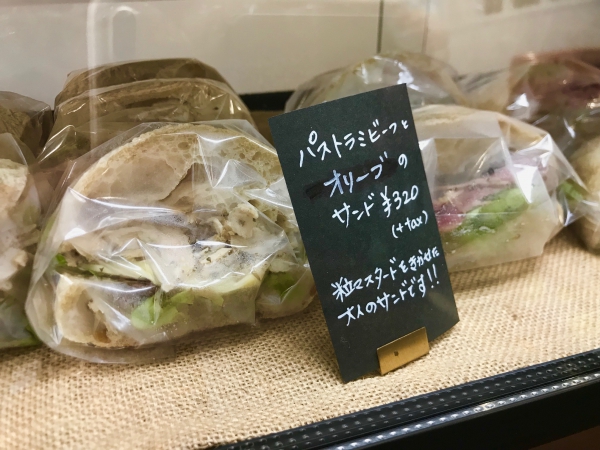 パストラミビーフと
オリーブの
サンド ¥320
(+tax)
粒マスタードをきかせた
大人のサンドです!!